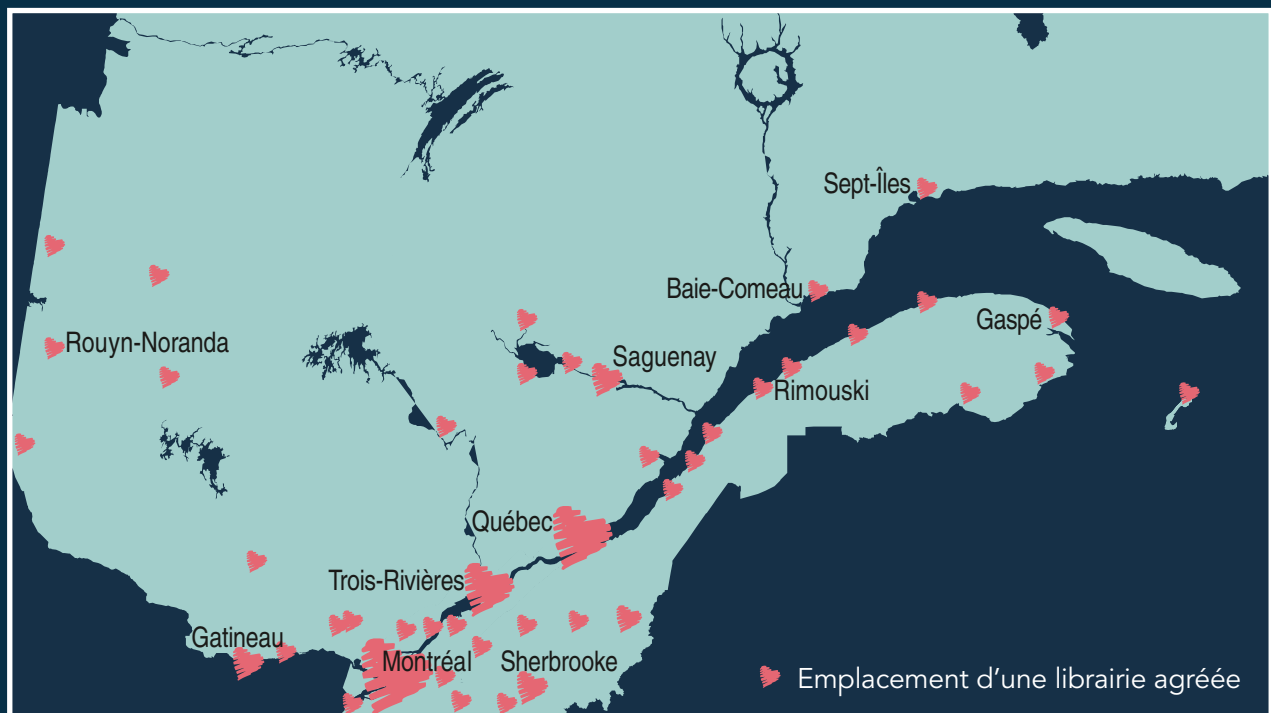 Sept-Îles
Baie-Comeau
Gaspé
Rouyn-Noranda
Saguenay
Rimouski
Québec
Trois-Rivières
Gatineau
Montréal
Sherbrooke
Emplacement d’une librairie agréée